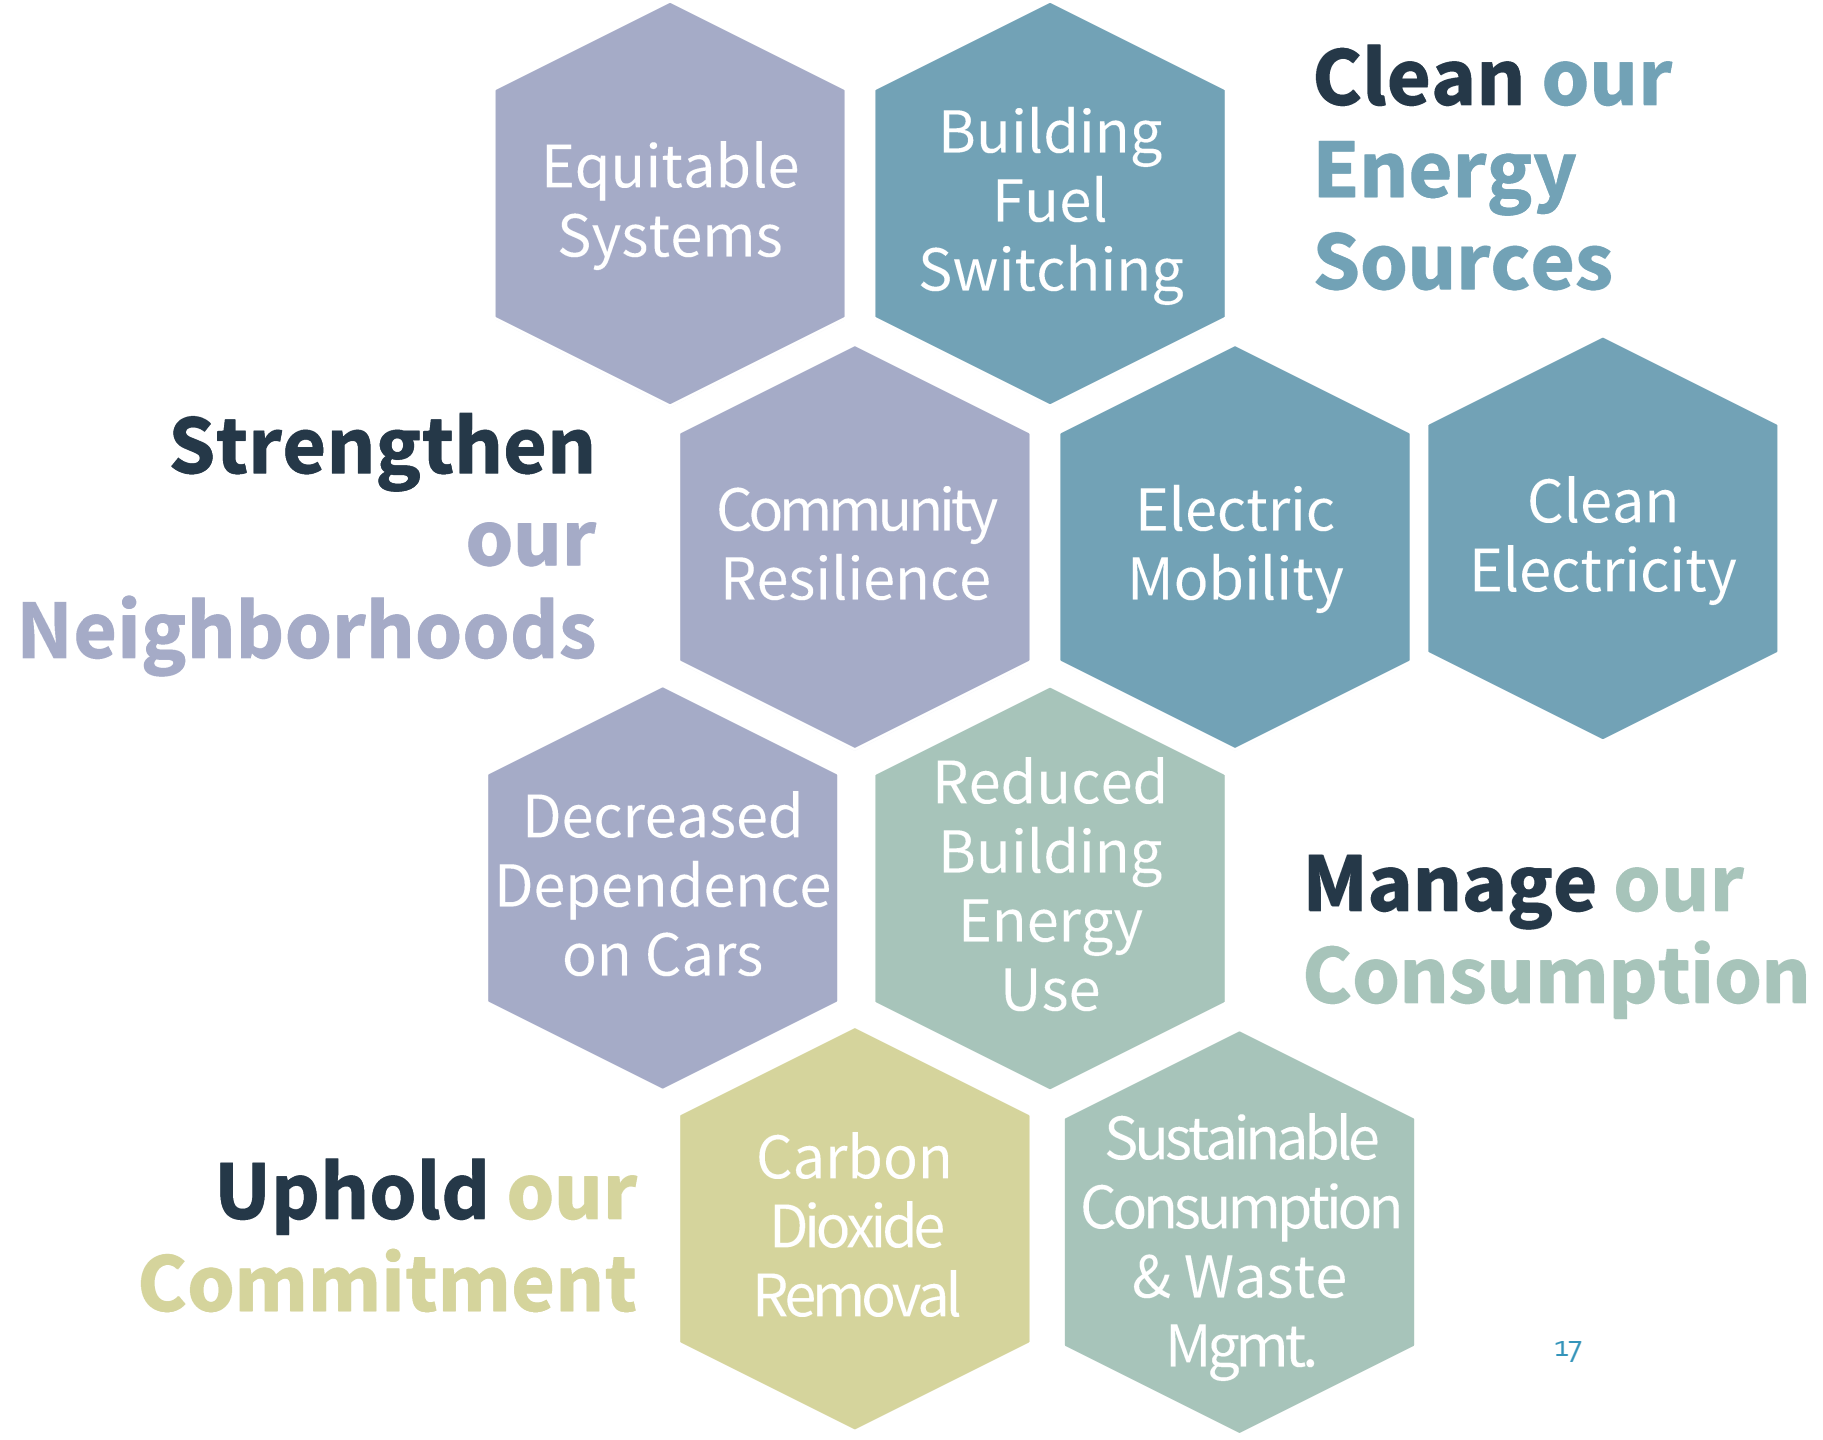 Equitable
Systems
Building
Fuel
Switching
Clean our
Energy
Sources
Strengthen
our
Neighborhoods
Community
Resilience
Electric
Mobility
Clean
Electricity
Decreased
Dependence
on Cars
Reduced
Building
Energy
Use
Manage our
Consumption
Uphold our
Commitment
Carbon
Dioxide
Removal
Sustainable
Consumption
& Waste
Mgmt.
17